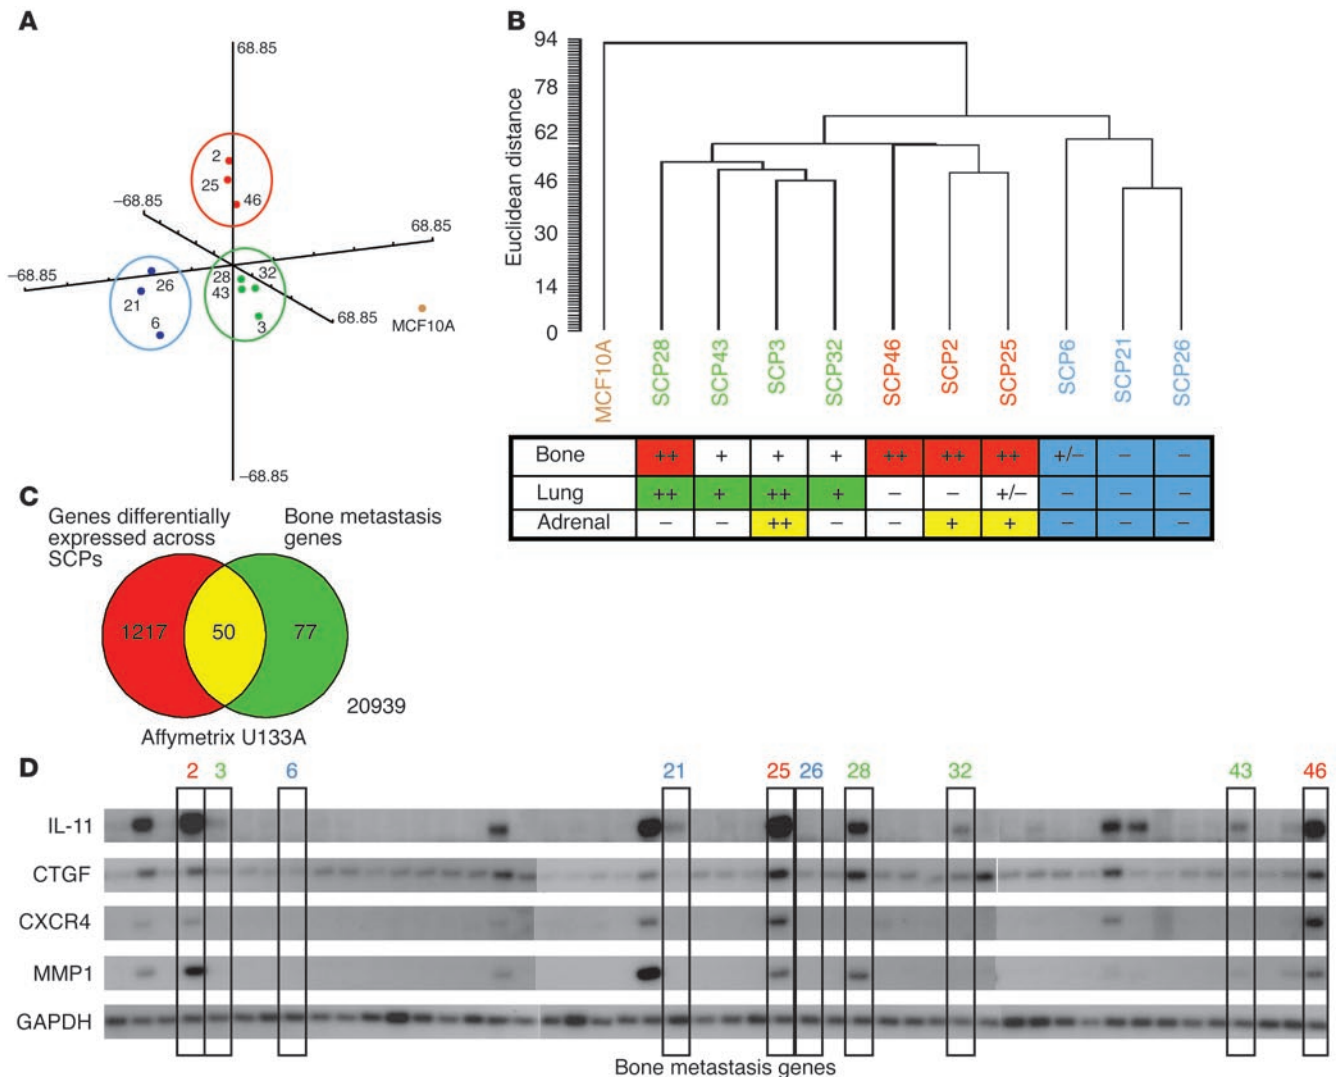 A
68.85
2
25
46
−68.85
68.85
−68.85
26
28
32
21
43
6
3
68.85
MCF10A
−68.85
B
Euclidean distance
94
78
62
46
30
14
0
MCF10A
SCP28
SCP43
SCP3
SCP32
SCP46
SCP2
SCP25
SCP6
SCP21
SCP26
Bone ++ + + + ++ ++ ++ +/− − −
Lung ++ + ++ + − − +/− − − −
Adrenal − − ++ − − + + − − −
C
Genes differentially
expressed across
SCPs
Bone metastasis
genes
1217
50
77
20939
Affymetrix U133A
D
2 3 6 21 25 26 28 32 43 46
IL-11
CTGF
CXCR4
MMP1
GAPDH
Bone metastasis genes